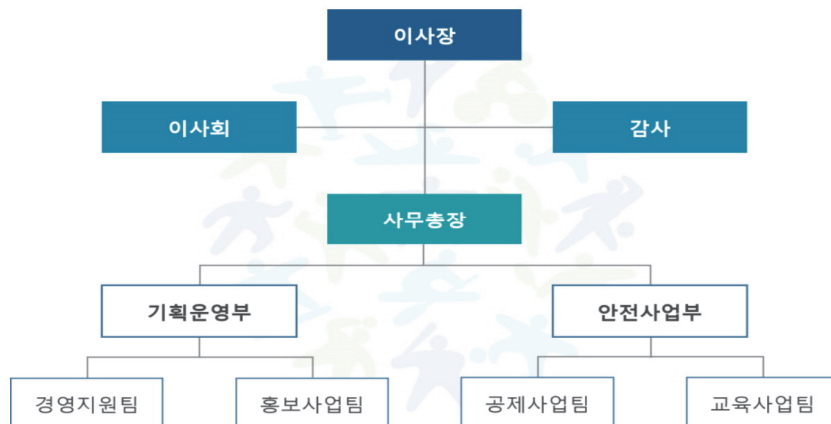 이사장
이사회
감사
사무총장
기획운영부
안전사업부
경영지원팀
홍보사업팀
공제사업팀
교육사업팀